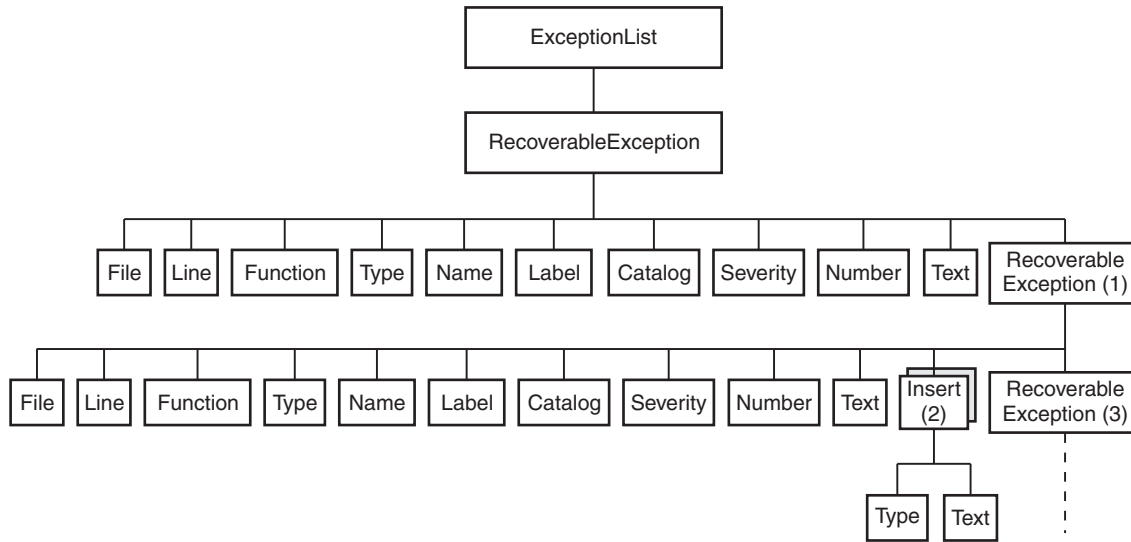 ExceptionList
RecoverableException
File
Line
Function
Type
Name
Label
Catalog
Severity
Number
Text
Recoverable
Exception (1)
File
Line
Function
Type
Name
Label
Catalog
Severity
Number
Text
Insert
(2)
Recoverable
Exception (3)
Type
Text